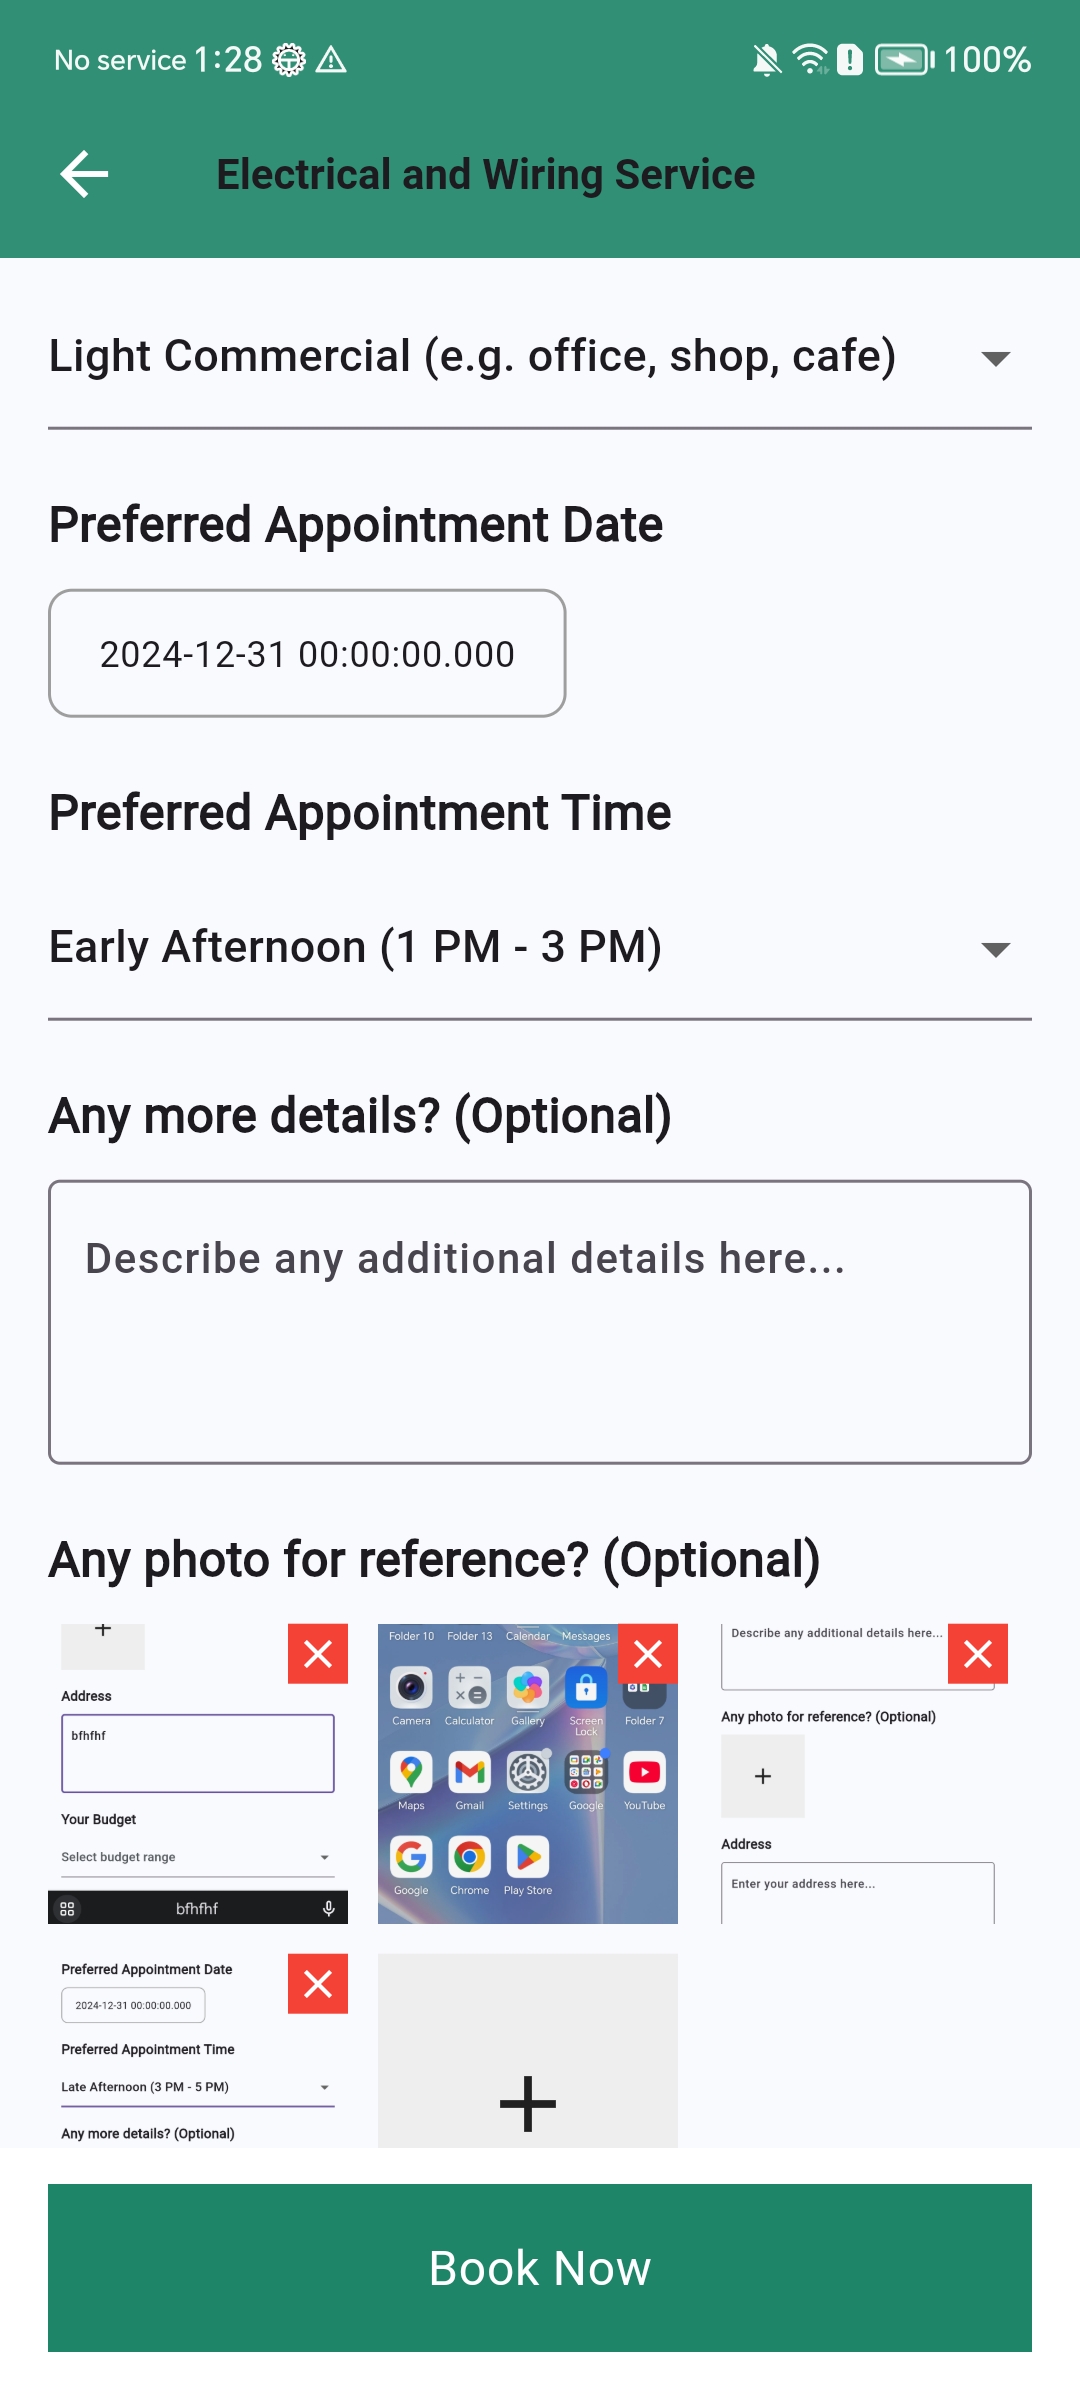 No service 1:28 100%
Electrical and Wiring Service
Light Commercial (e.g. office, shop, cafe)
Preferred Appointment Date
2024-12-31 00:00:00.000
Preferred Appointment Time
Early Afternoon (1 PM - 3 PM)
Any more details? (Optional)
Describe any additional details here...
Any photo for reference? (Optional)
+
Address
bfhfhf
Your Budget
Select budget range
bfhfhf
Folder 10 Folder 13 Calendar Messages
Camera Calculator Gallery Screen Lock Folder 7
Maps Gmail Settings Google YouTube
Google Chrome Play Store
Describe any additional details here...
Any photo for reference? (Optional)
+
Address
Enter your address here...
Preferred Appointment Date
2024-12-31 00:00:00.000
Preferred Appointment Time
Late Afternoon (3 PM - 5 PM)
Any more details? (Optional)
+
Book Now